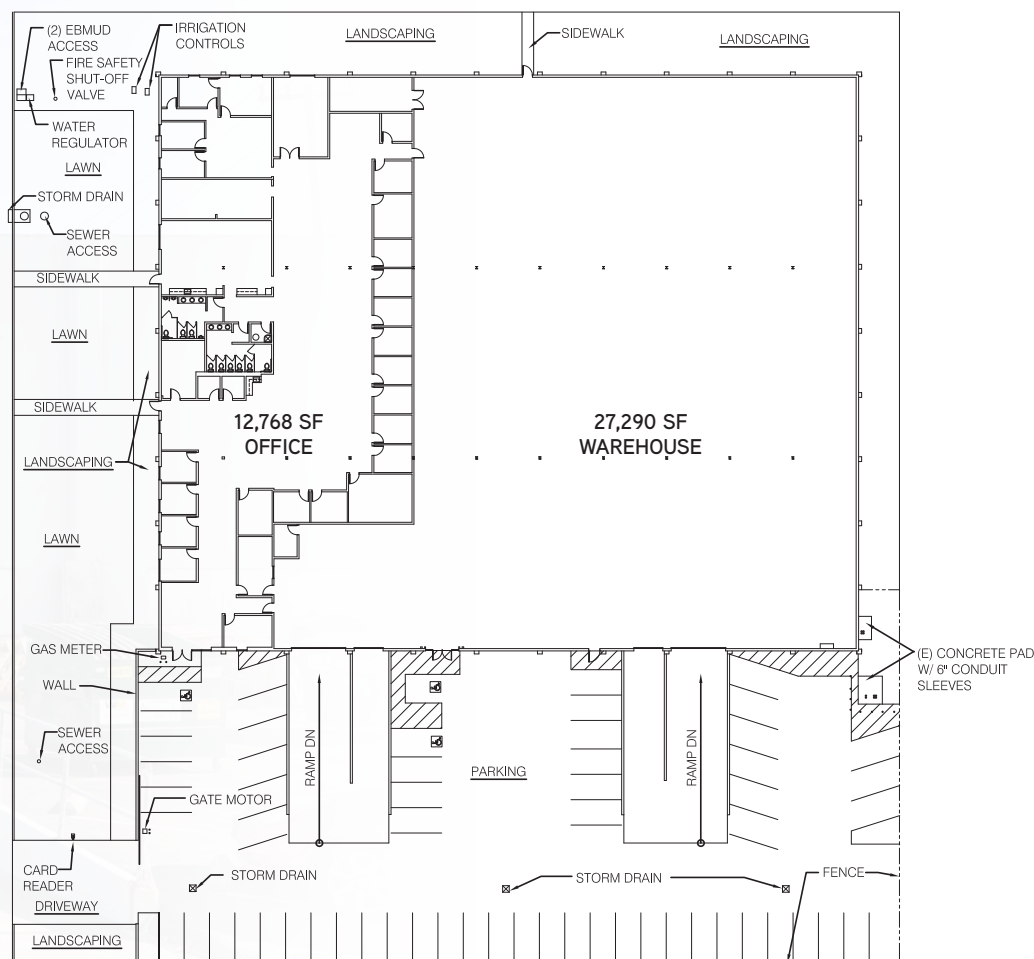 (2) EBMUD
ACCESS
FIRE SAFETY
SHUT-OFF
VALVE
IRRIGATION
CONTROLS
LANDSCAPING
SIDEWALK
LANDSCAPING
WATER
REGULATOR
LAWN
STORM DRAIN
SEWER
ACCESS
SIDEWALK
LAWN
SIDEWALK
12,768 SF
OFFICE
27,290 SF
WAREHOUSE
LANDSCAPING
LAWN
GAS METER
WALL
(E) CONCRETE PAD
W/ 6" CONDUIT
SLEEVES
SEWER
ACCESS
RAMP DN
PARKING
RAMP DN
GATE MOTOR
CARD
READER
STORM DRAIN
STORM DRAIN
FENCE
DRIVEWAY
LANDSCAPING